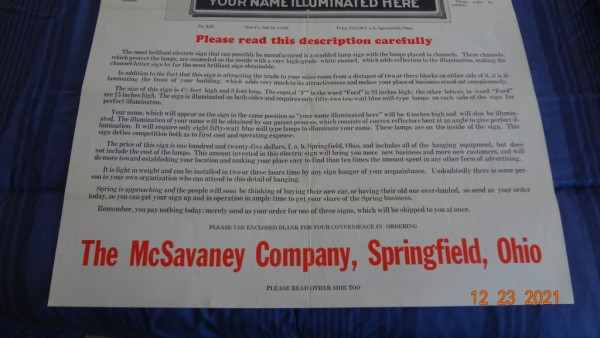 YOUR NAME ILLUMINATED HERE
No. XIII. Size 4½ feet by 8 feet. Price, $125.00 f. o. b. Springfield, Ohio.
Please read this description carefully
The most brilliant electric sign that can possibly be manufactured is a studded lamp sign with the lamps placed in channels. These channels,
which protect the lamps, are enameled on the inside with a very high-grade white enamel, which adds reflection to the illumination, making the
channel-letter sign by far the most brilliant sign obtainable.
In addition to the fact that this sign is attracting the trade to your sales room from a distance of two or three blocks on either side of it, it is il-
luminating the front of your building, which adds very much to its attractiveness and makes your place of business stand out conspicuously.
The size of this sign is 4½ feet high and 8 foot long. The capital "F" in the word "Ford" is 24 inches high; the other letters in word "Ford"
are 15 inches high. The sign is illuminated on both sides and requires only fifty-two ten-watt blue mill-type lamps on each side of the sign for
perfect illumination.
Your name, which will appear on the sign in the same position as "your name illuminated here" will be 6 inches high and will also be illumin-
ated. The illumination of your name will be obtained by our patent process, which consists of convex reflectors bent at an angle to give perfect il-
lumination. It will require only eight fifty-watt blue mill type lamps to illuminate your name. These lamps are on the inside of the sign. This
sign defies competition both as to first cost and operating expense.
The price of this sign is one hundred and twenty-five dollars, f. o. b. Springfield, Ohio, and includes all of the hanging equipment, but does
not include the cost of the lamps. This amount invested in this electric sign will bring you more new business and more new customers, and will
do more toward establishing your location and making your place easy to find than ten times the amount spent in any other form of advertising.
It is light in weight and can be installed in two or three hours time by any sign hanger of your acquaintance. Undoubtedly there is some per-
son in your own organization who can attend to this detail of hanging.
Spring is approaching and the people will soon be thinking of buying their new car, or having their old one over-hauled, so send us your order
today, so you can get your sign up and in operation in ample time to get your share of the Spring business.
Remember, you pay nothing today: merely send us your order for one of these signs, which will be shipped to you at once.
PLEASE USE ENCLOSED BLANK FOR YOUR CONVENIENCE IN ORDERING
The McSavaney Company, Springfield, Ohio
PLEASE READ OTHER SIDE TOO
12 23 2021